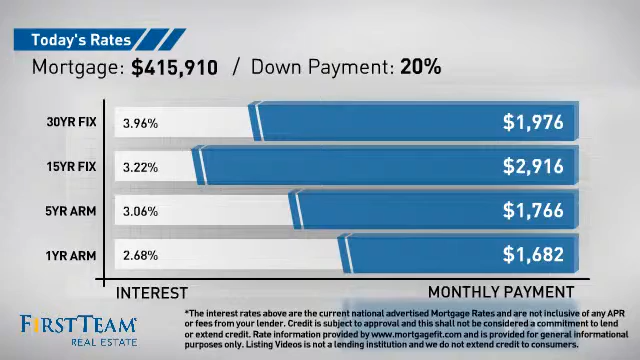 Today's Rates
Mortgage: $415,910 / Down Payment: 20%
30YR FIX 3.96% $1,976
15YR FIX 3.22% $2,916
5YR ARM 3.06% $1,766
1YR ARM 2.68% $1,682
INTEREST MONTHLY PAYMENT
FIRSTTEAM®
REAL ESTATE
*The interest rates above are the current national advertised Mortgage Rates and are not inclusive of any APR
or fees from your lender. Credit is subject to approval and this shall not be considered a commitment to lend
or extend credit. Rate information provided by www.mortgagefit.com and is provided for general informational
purposes only. Listing Videos is not a lending institution and we do not extend credit to consumers.